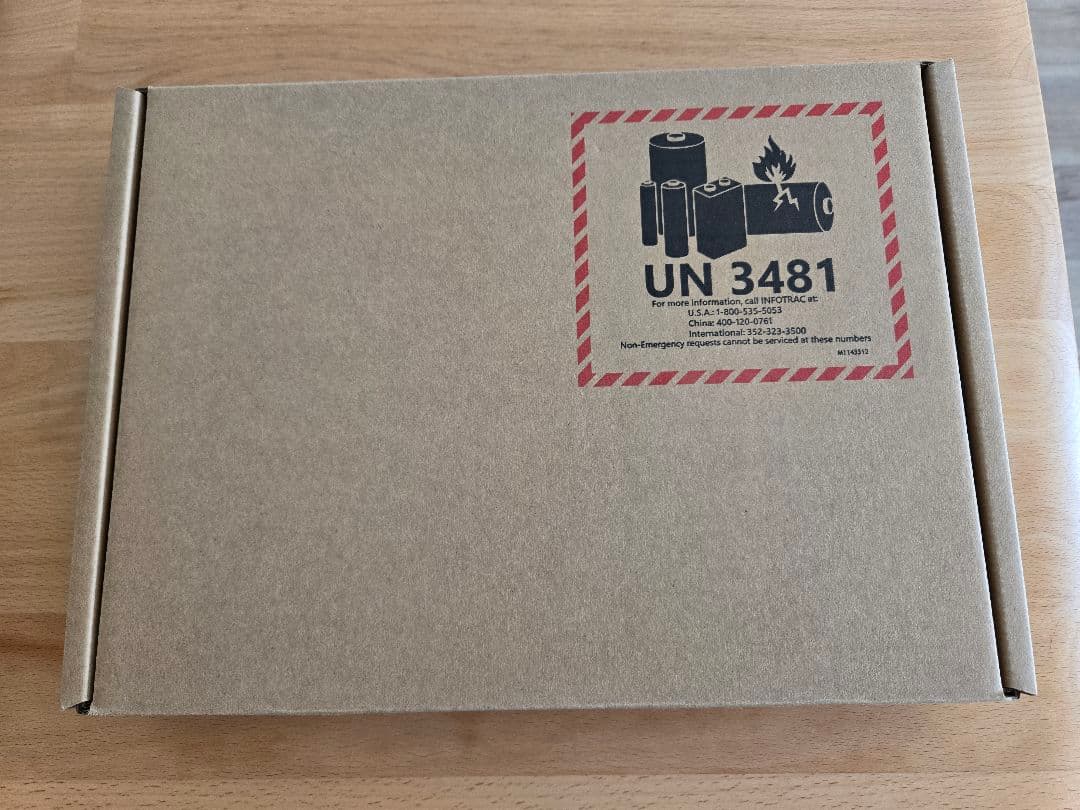 UN 3481
For more information, call INFOTRAC at:
U.S.A.: 1-800-535-5053
China: 400-120-0761
International: 352-323-3500
Non-Emergency requests cannot be serviced at these numbers
M1143312